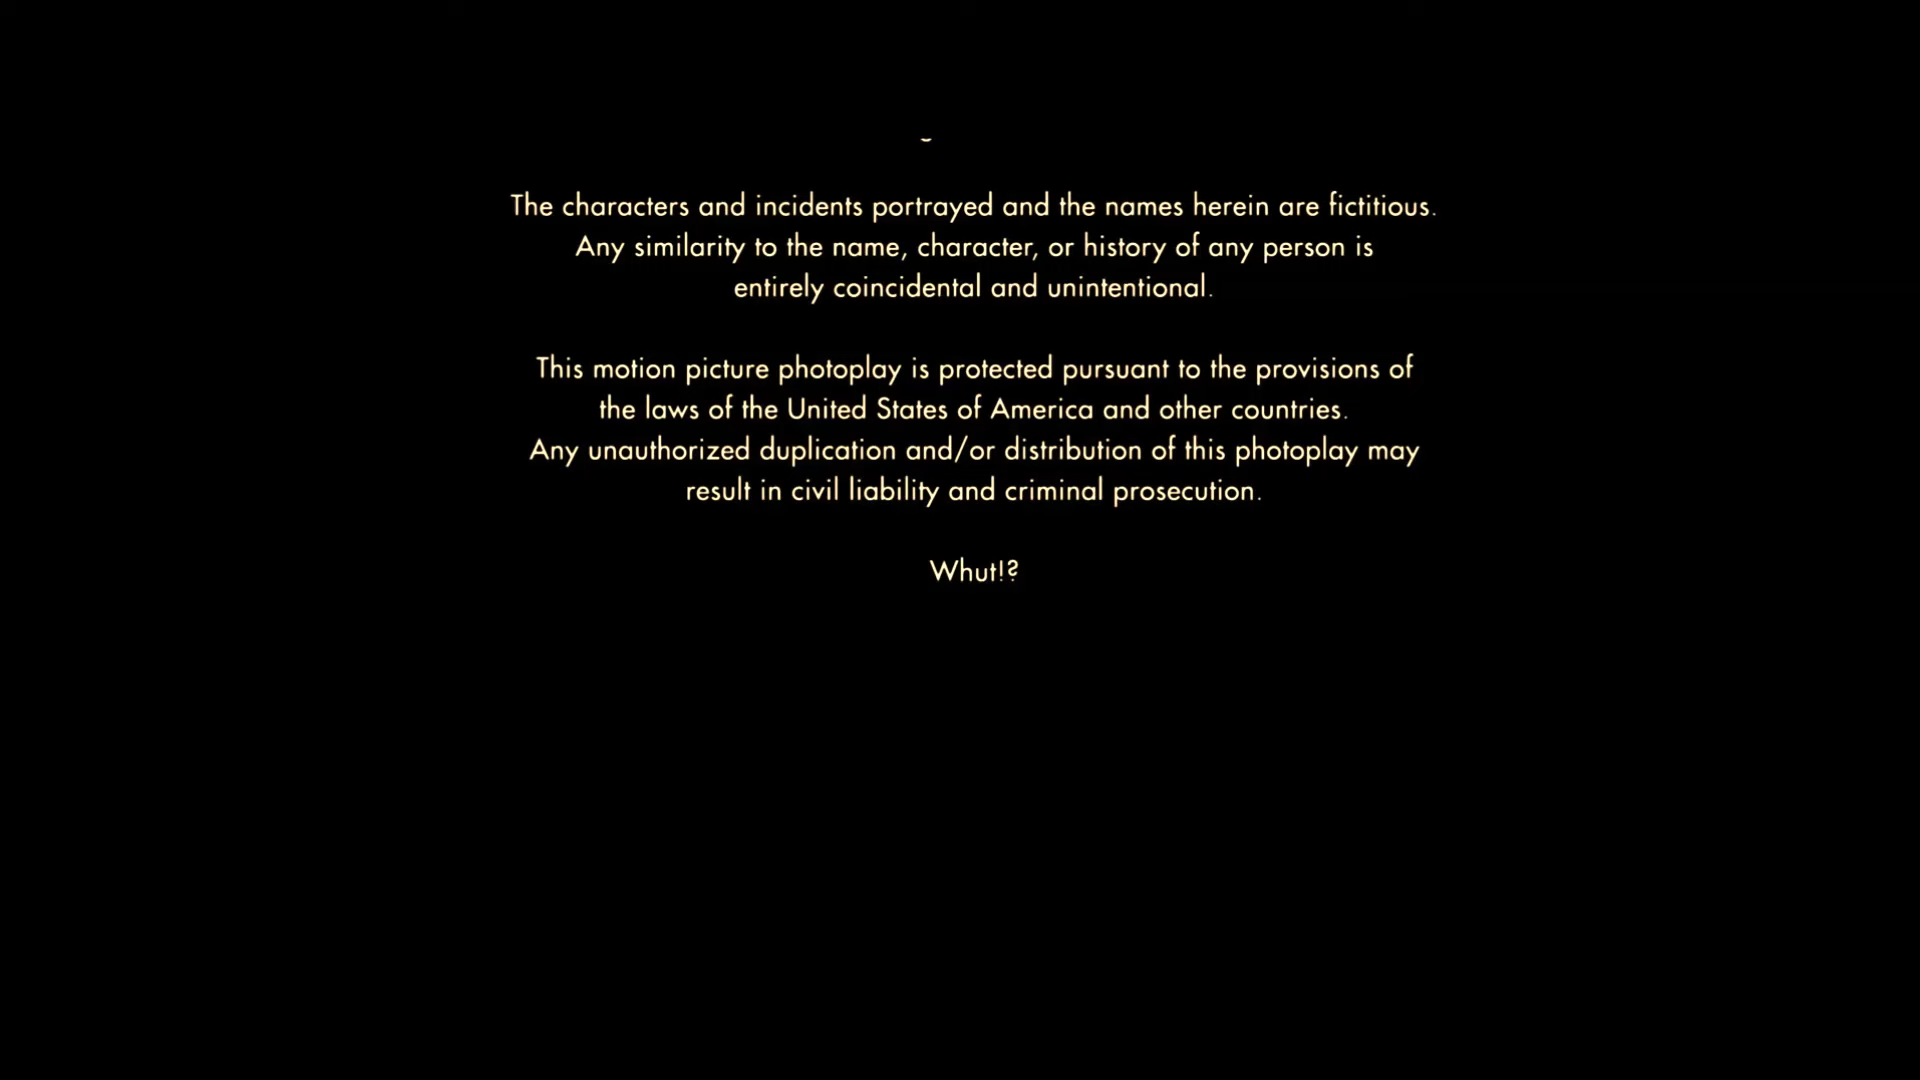 The characters and incidents portrayed and the names herein are fictitious.
Any similarity to the name, character, or history of any person is
entirely coincidental and unintentional.
This motion picture photoplay is protected pursuant to the provisions of
the laws of the United States of America and other countries.
Any unauthorized duplication and/or distribution of this photoplay may
result in civil liability and criminal prosecution.
Whut!?